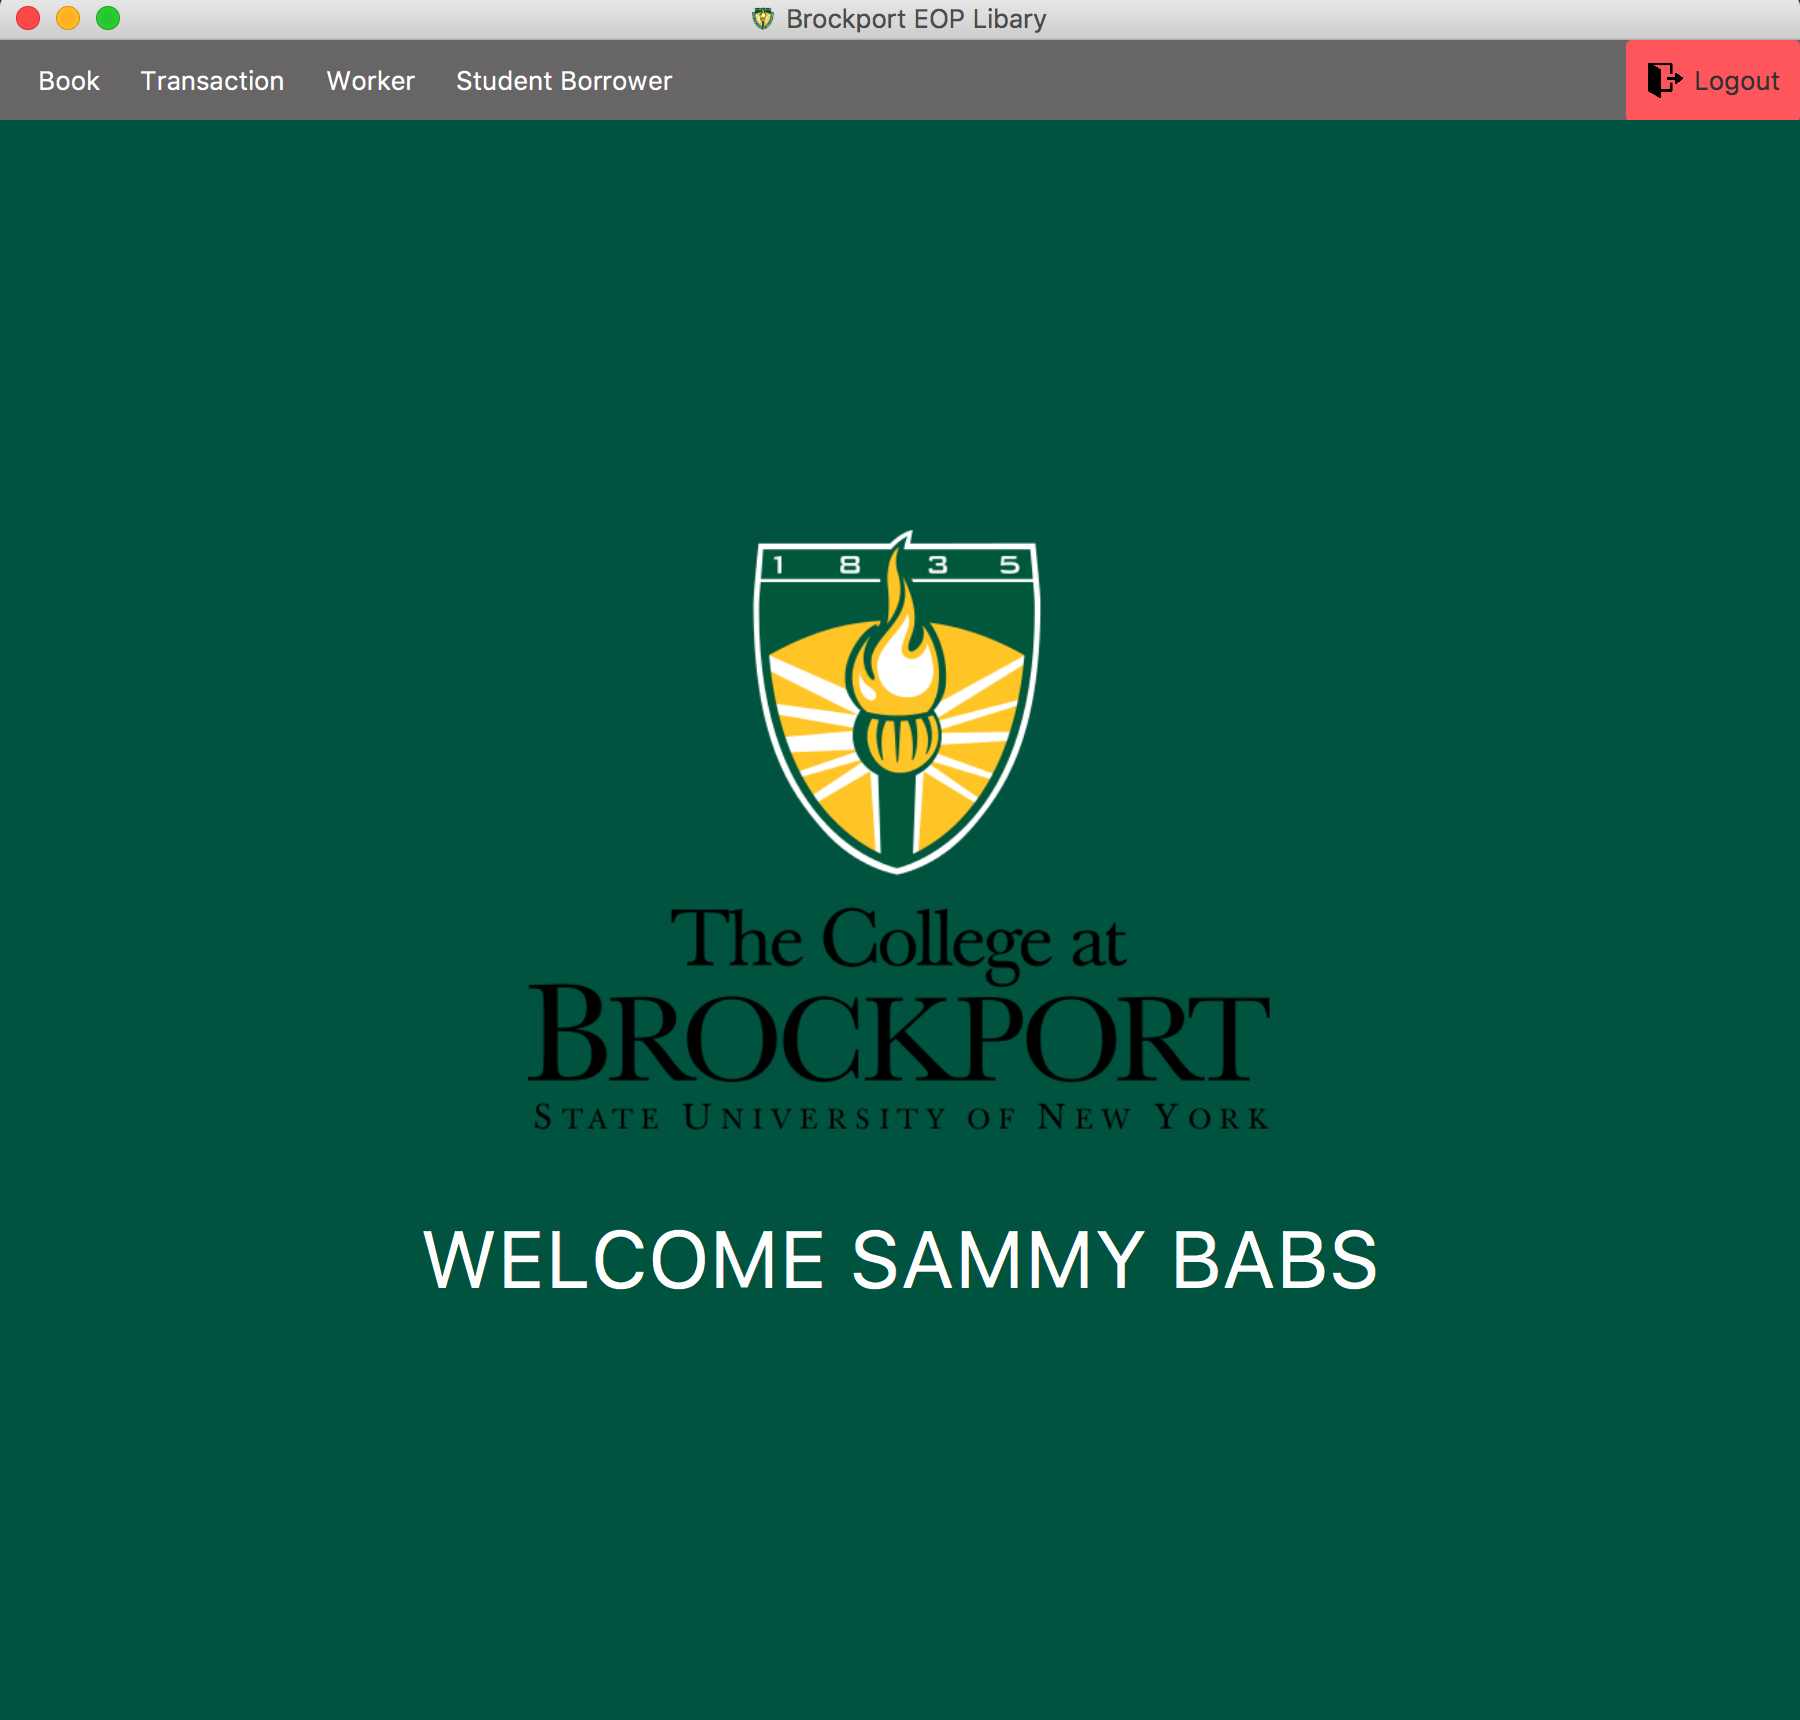 Brockport EOP Libary
Book Transaction Worker Student Borrower Logout
1 8 3 5
The College at
BROCKPORT
STATE UNIVERSITY OF NEW YORK
WELCOME SAMMY BABS